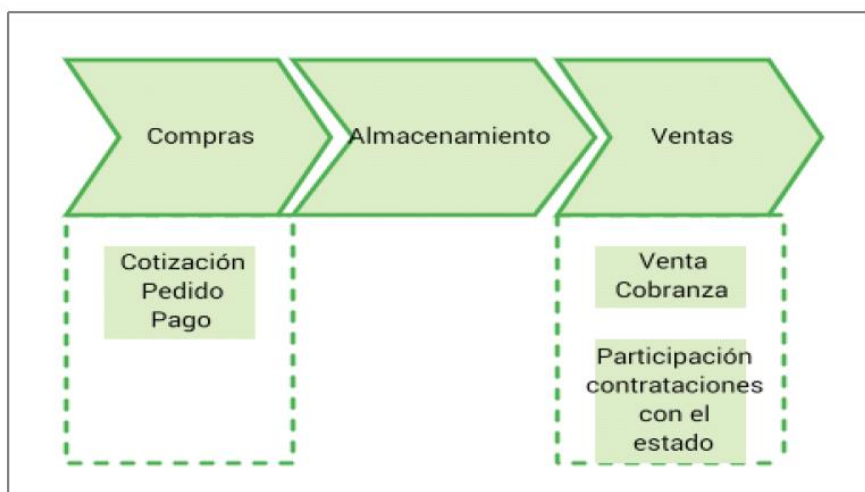 Compras
Almacenamiento
Ventas
Cotización
Pedido
Pago
Venta
Cobranza
Participación
contrataciones
con el
estado